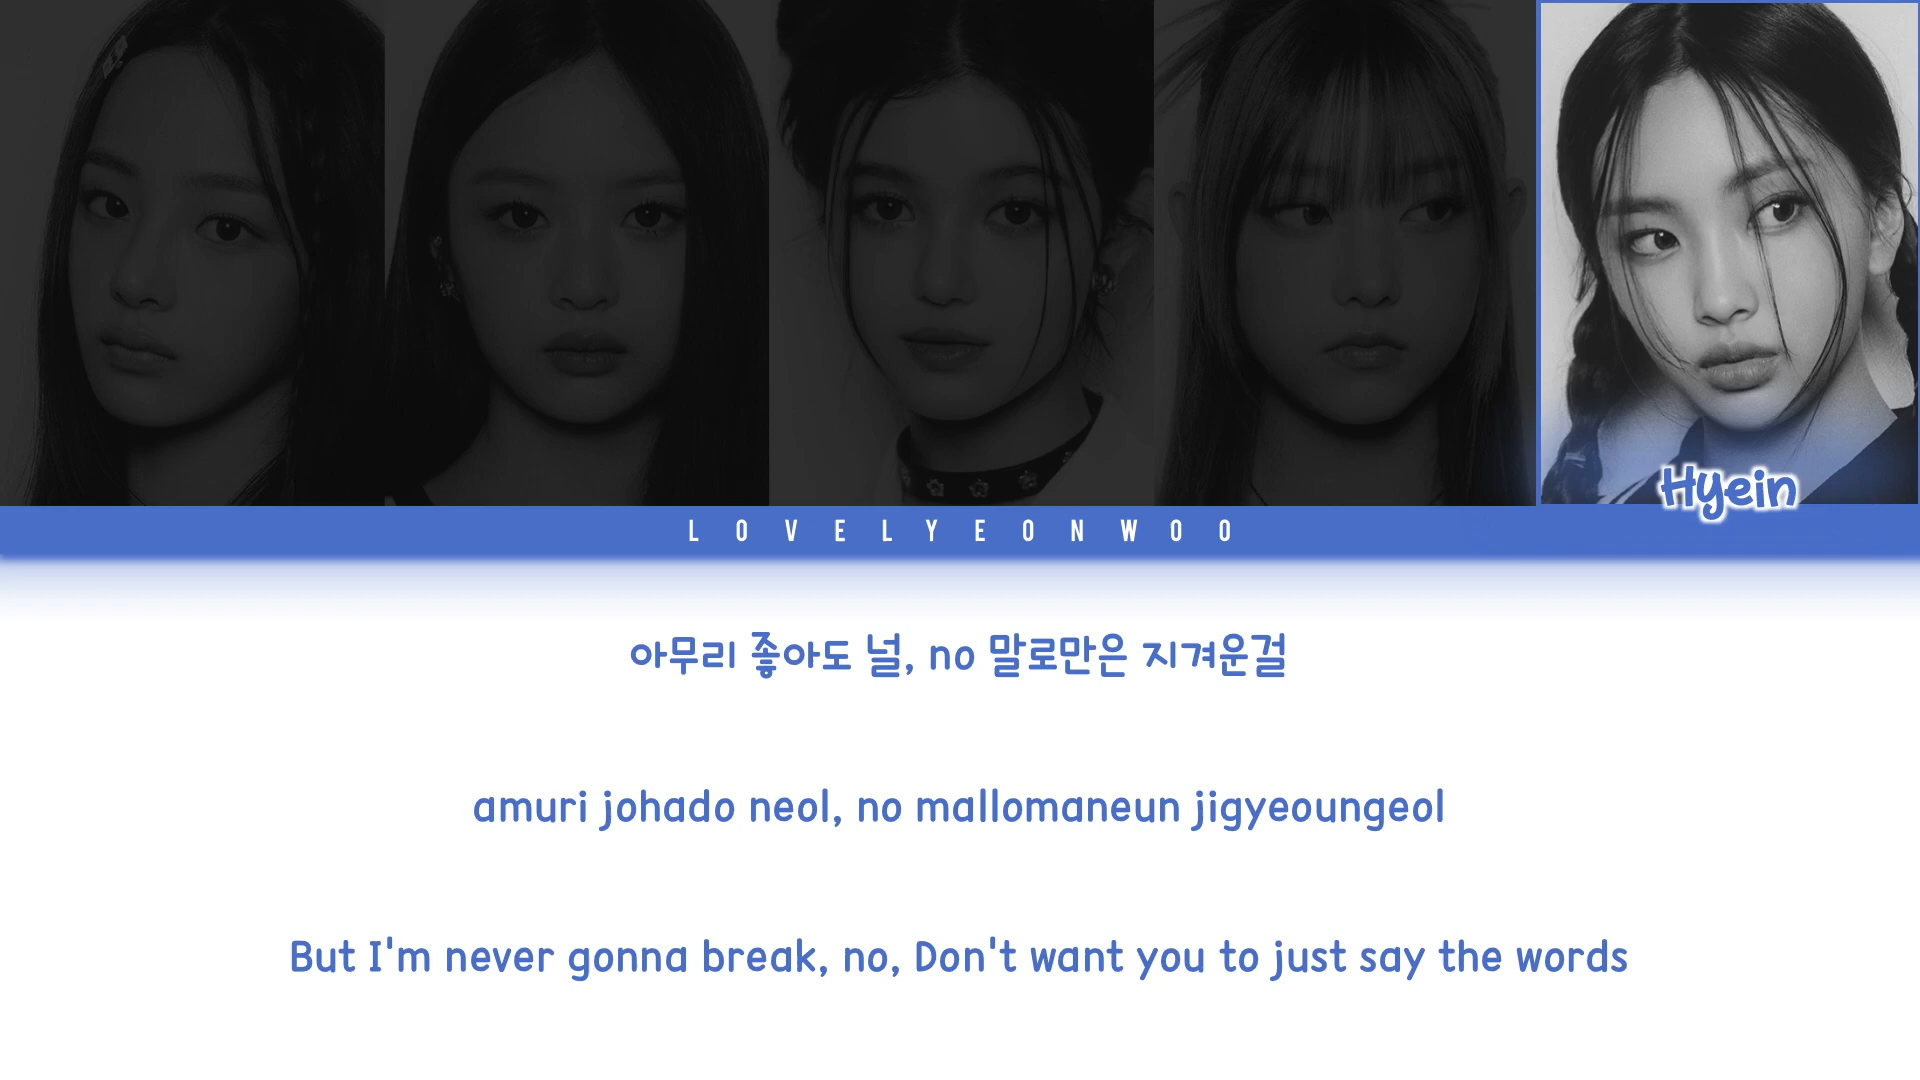 Hyein
LOVELYEONWOO
아무리 좋아도 널, no 말로만은 지겨운걸
amuri johado neol, no mallomaneun jigyeoungeol
But I'm never gonna break, no, Don't want you to just say the words